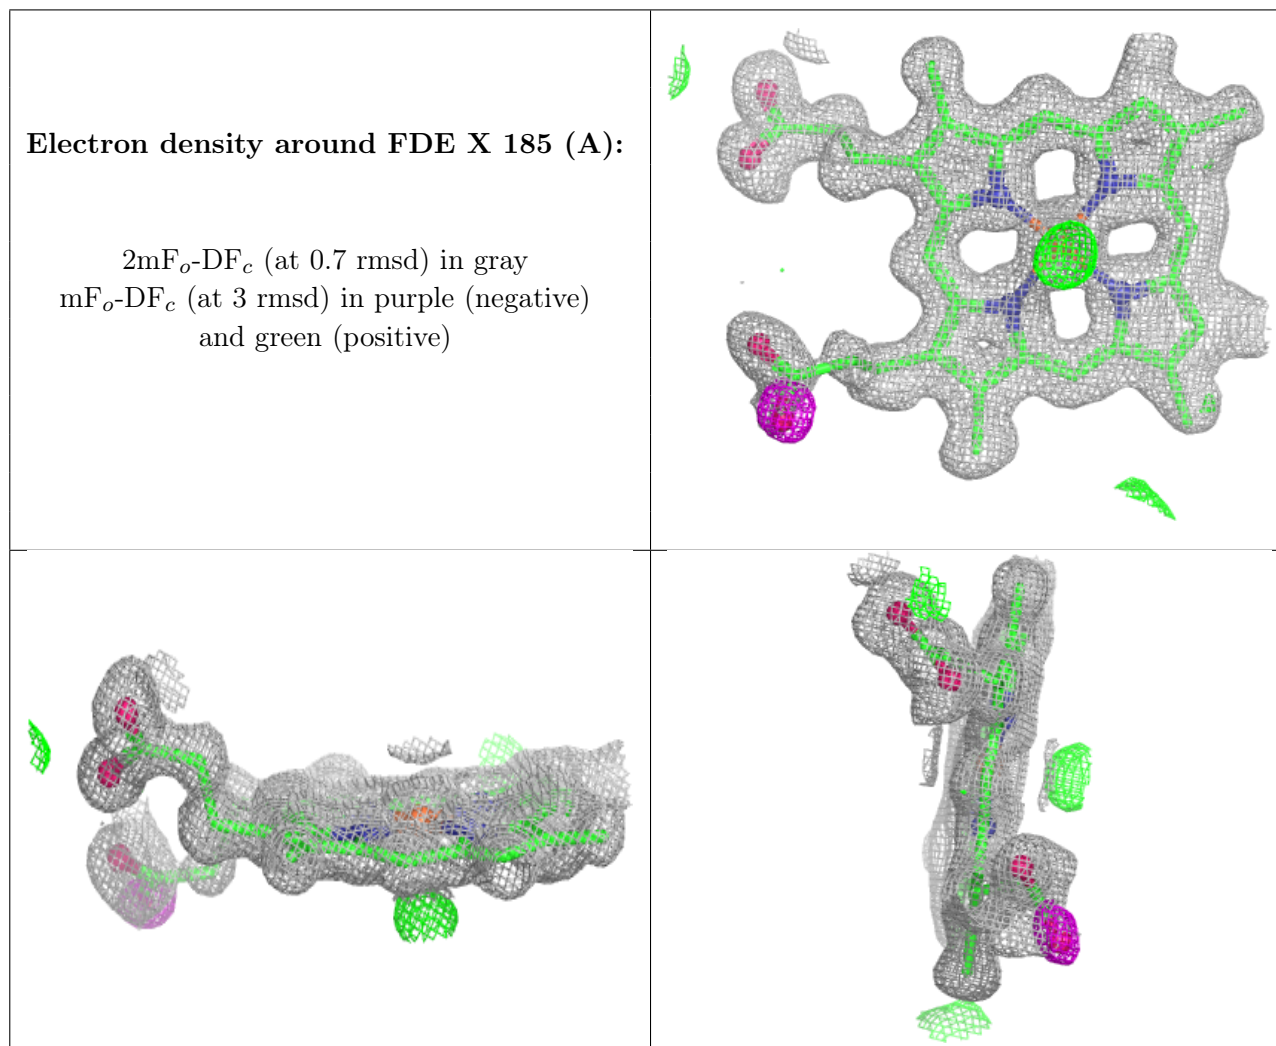 Electron density around FDE X 185 (A):
2mFo-DFc (at 0.7 rmsd) in gray
mFo-DFc (at 3 rmsd) in purple (negative)
and green (positive)